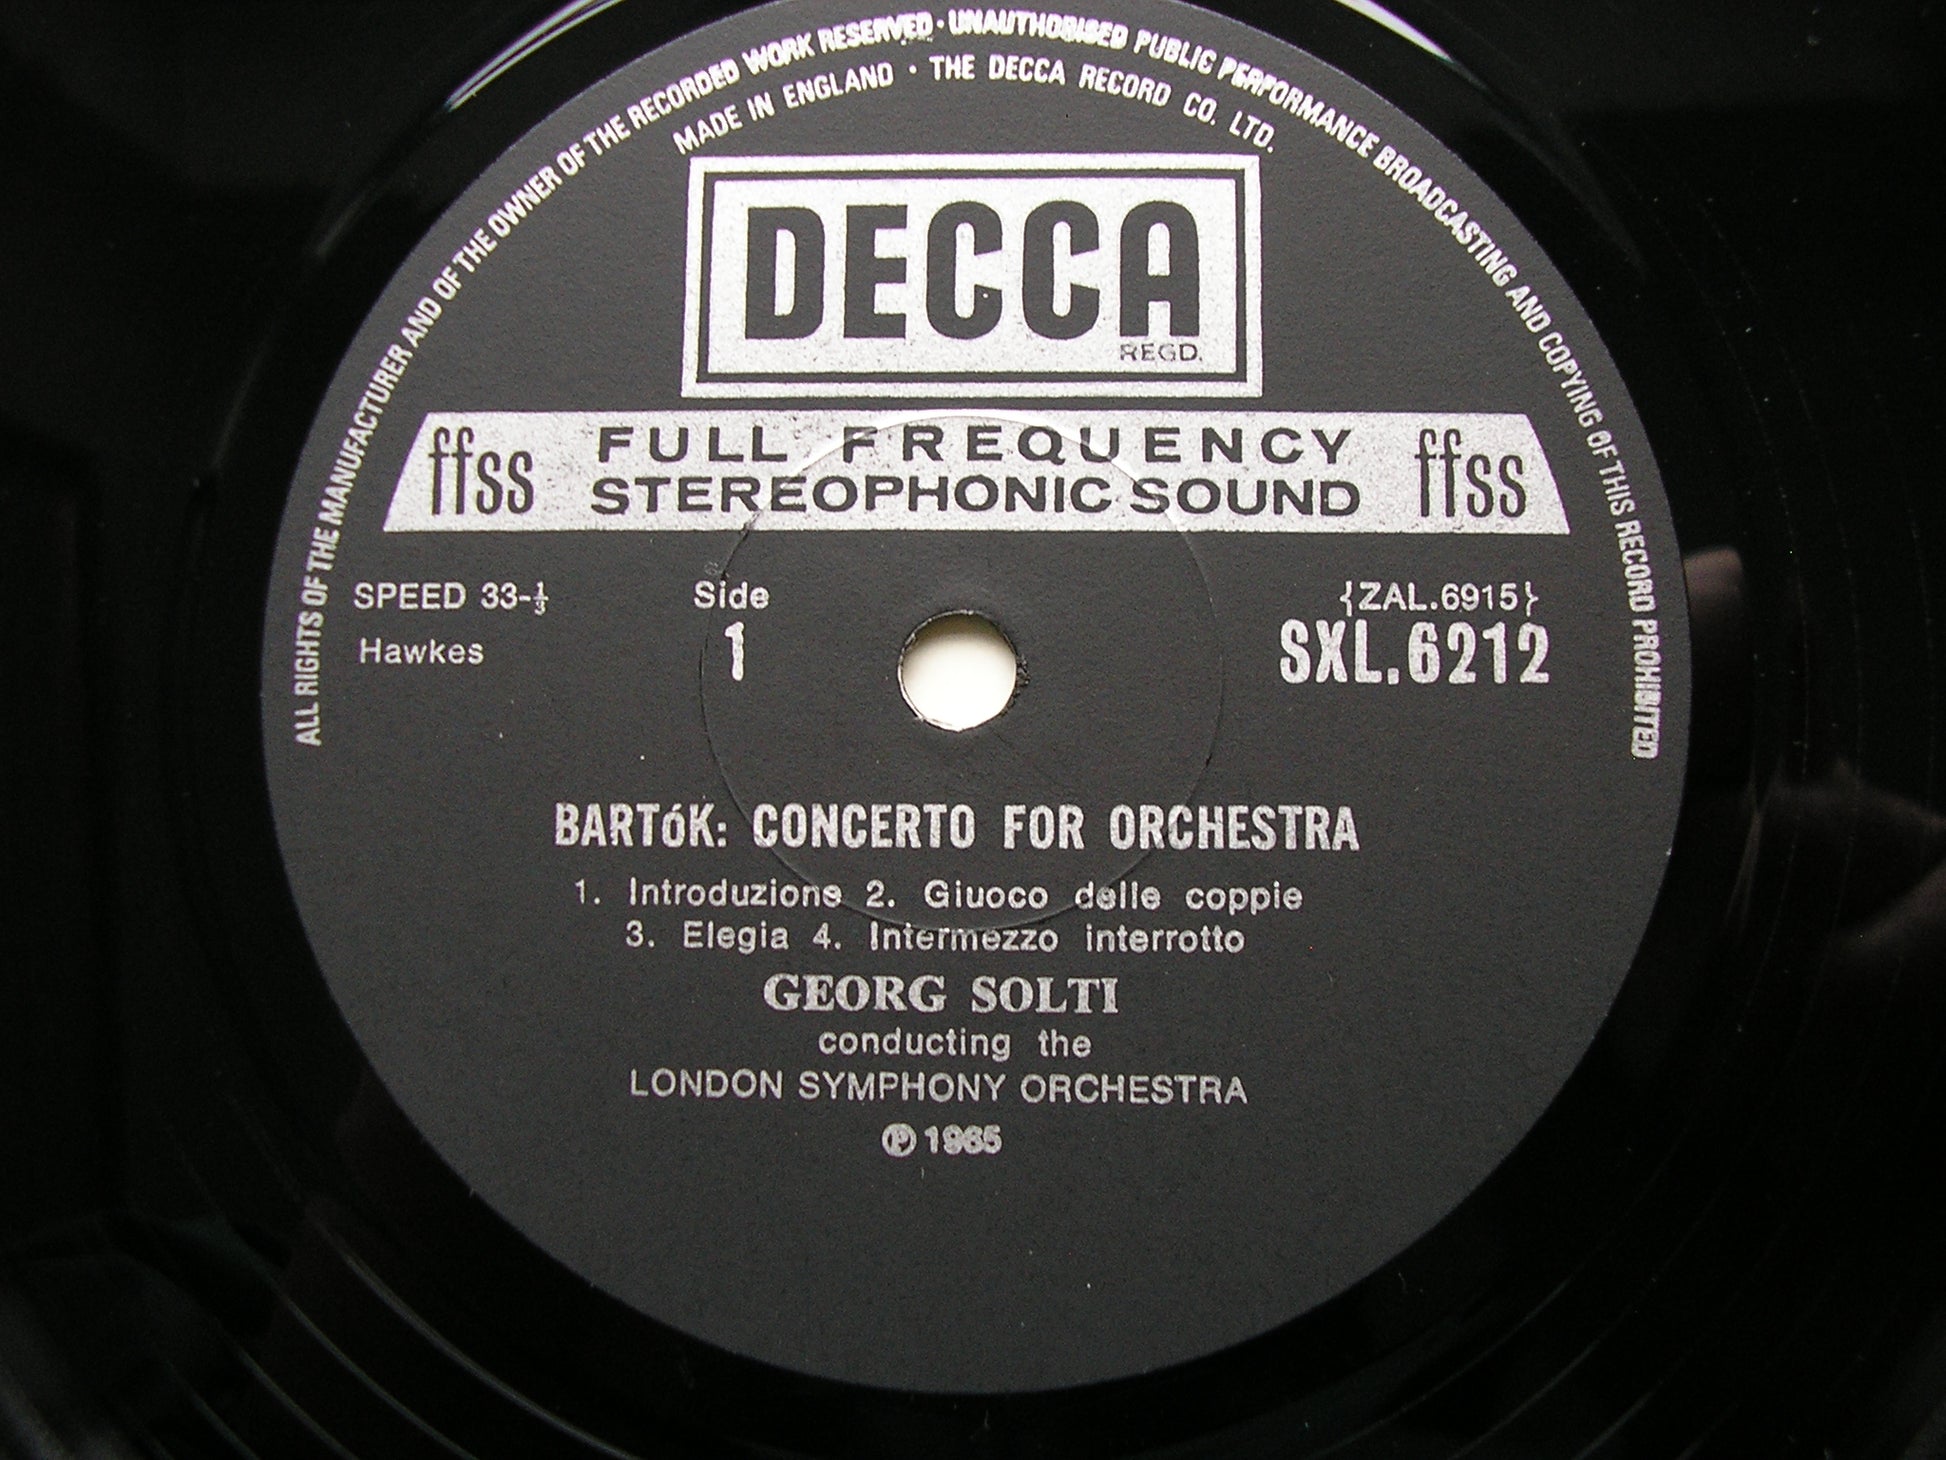 ALL RIGHTS OF THE MANUFACTURER AND OF THE OWNER OF THE RECORDED WORK RESERVED · UNAUTHORISED PUBLIC PERFORMANCE BROADCASTING AND COPYING OF THIS RECORD PROHIBITED
MADE IN ENGLAND · THE DECCA RECORD CO. LTD.
DECCA
REGD.
ffss FULL FREQUENCY ffss
STEREOPHONIC SOUND
SPEED 33-⅓ Side {ZAL.6915}
Hawkes 1 SXL.6212
BARTóK: CONCERTO FOR ORCHESTRA
1. Introduzione 2. Giuoco delle coppie
3. Elegia 4. Intermezzo interrotto
GEORG SOLTI
conducting the
LONDON SYMPHONY ORCHESTRA
℗ 1965